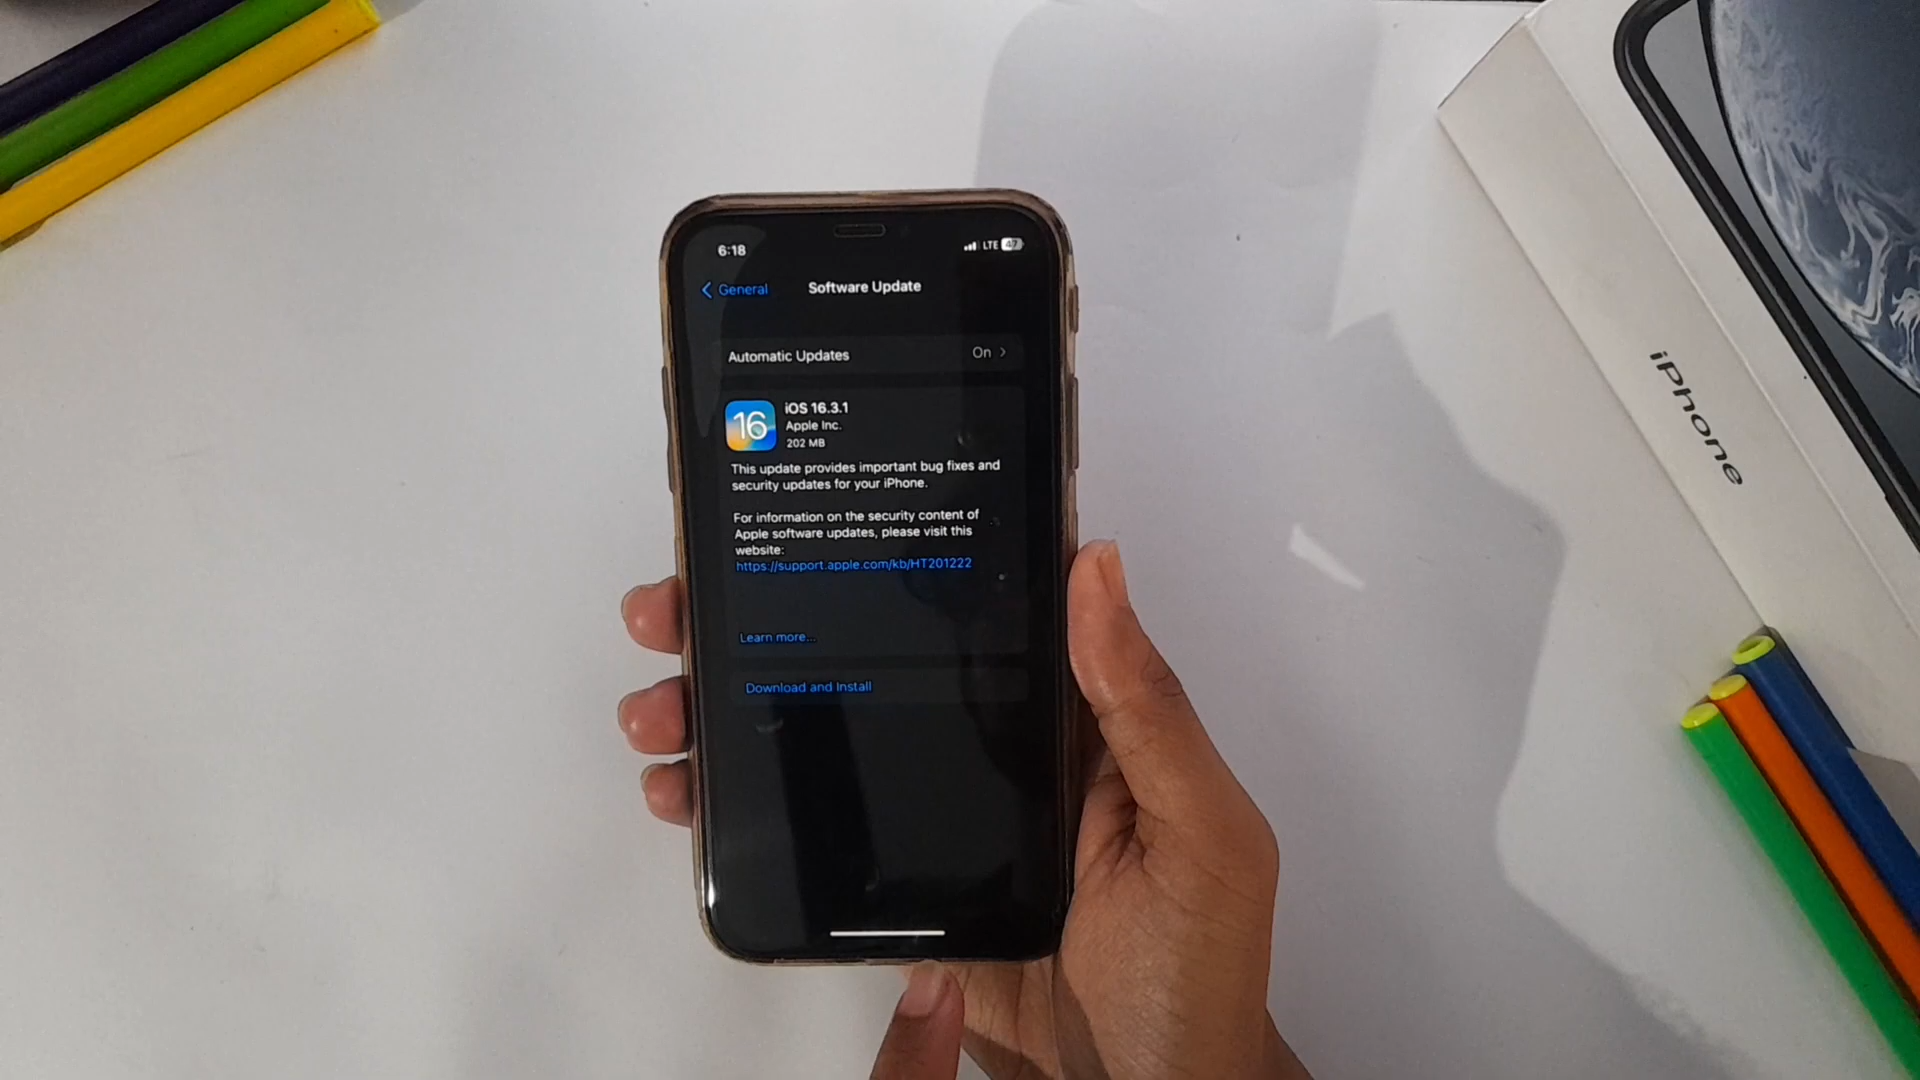 6:18
LTE 47
General
Software Update
Automatic Updates
On
16
iOS 16.3.1
Apple Inc.
202 MB
This update provides important bug fixes and
security updates for your iPhone.
For information on the security content of
Apple software updates, please visit this
website:
https://support.apple.com/kb/HT201222
Learn more...
Download and Install
iPhone